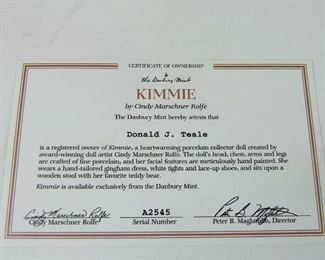 CERTIFICATE OF OWNERSHIP
the Danbury Mint
KIMMIE
by Cindy Marschner Rolfe
The Danbury Mint hereby attests that
Donald J. Teale
is a registered owner of Kimmie, a heartwarming porcelain collector doll created by
award-winning doll artist Cindy Marschner Rolfe. The doll's head, chest, arms and legs
are crafted of fine porcelain, and her facial features are meticulously hand painted. She
wears a hand-tailored gingham dress, white tights and lace-up shoes, and sits upon a
wooden stool with her favorite teddy bear.
Kimmie is available exclusively from the Danbury Mint.
Cindy Marschner Rolfe
A2545
Cindy Marschner Rolfe
Serial Number
Peter B. Maglathlin, Director